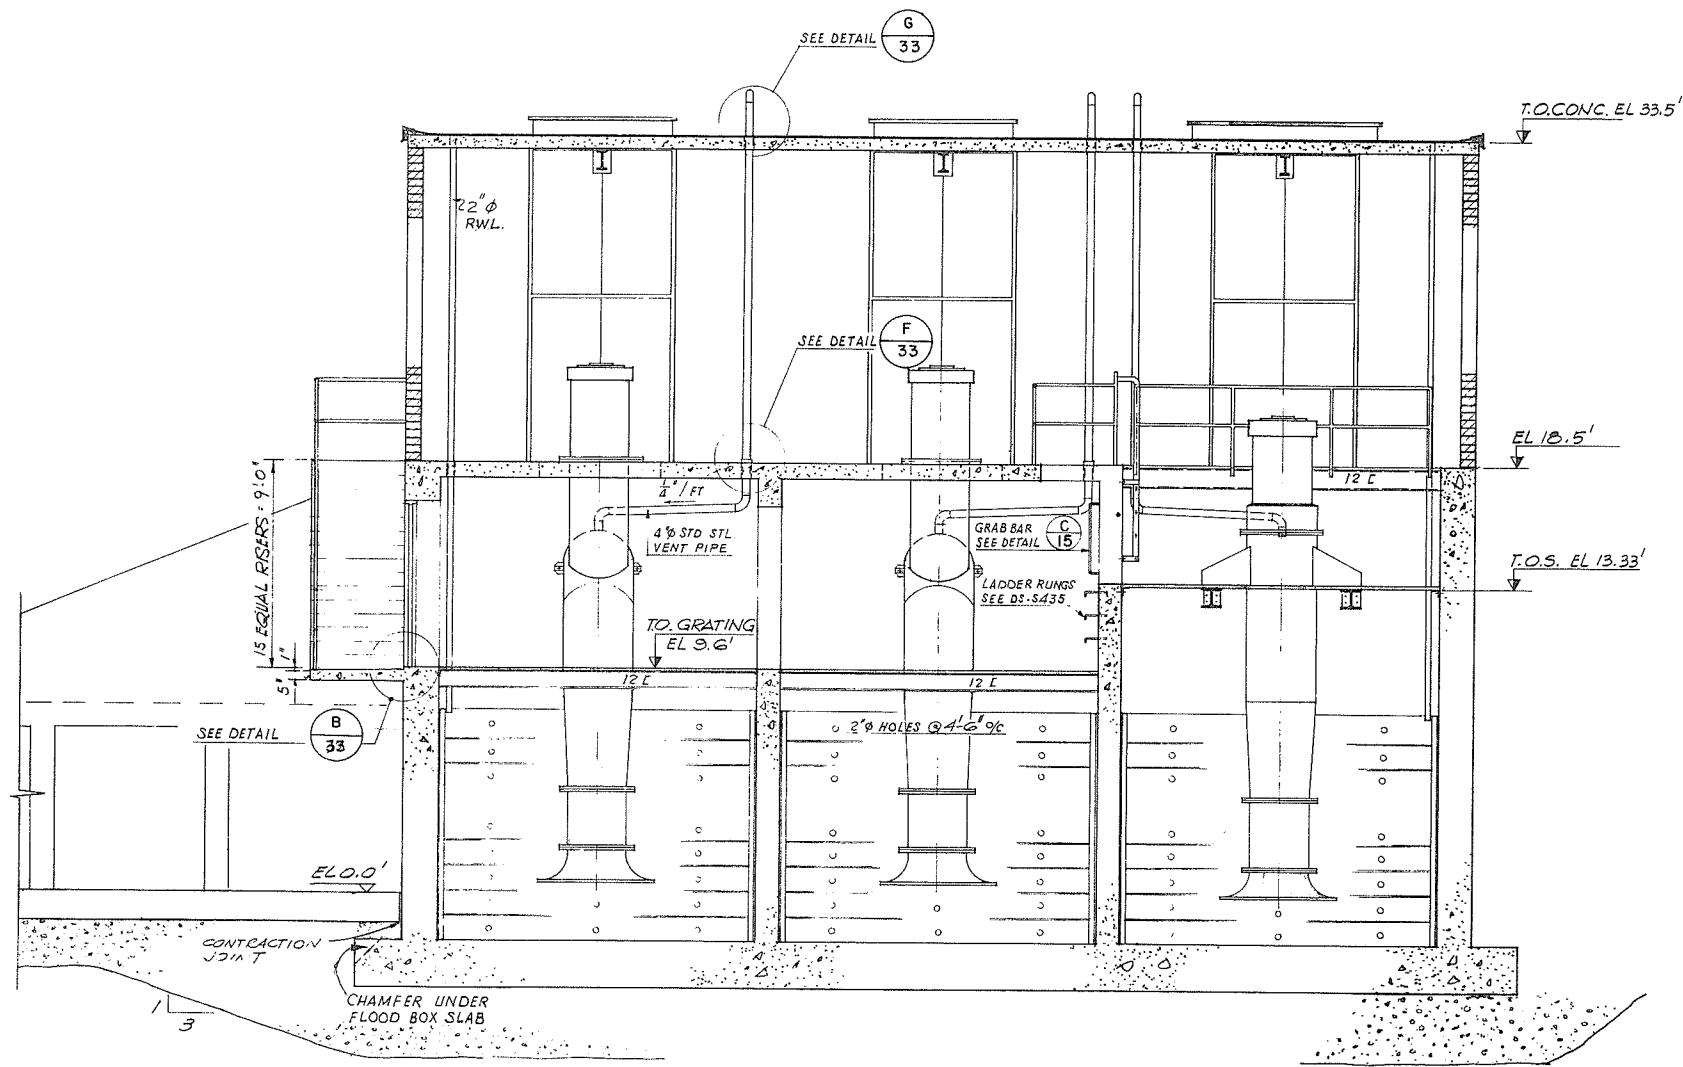 G
SEE DETAIL
33
T.O.CONC. EL 33.5'
2"φ
RWL.
F
SEE DETAIL
33
EL 18.5'
12 C
1/4"/FT
15 EQUAL RISERS = 9'0"
4"φ STD STL
VENT PIPE
GRAB BAR
SEE DETAIL
C
15
T.O.S. EL 13.33'
LADDER RUNGS
SEE DS-S435
T.O. GRATING
EL 9.6'
1"
5"
12 C
12 C
B
SEE DETAIL
33
2"φ HOLES @ 4'-6" o/c
EL 0.0'
CONTRACTION
JOINT
CHAMFER UNDER
FLOOD BOX SLAB
1
3